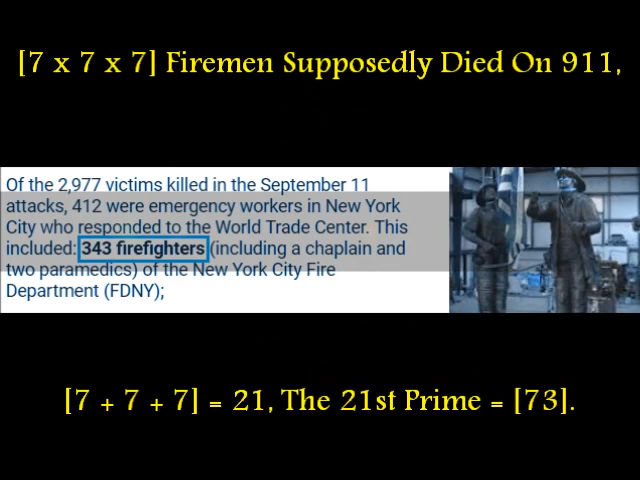 [7 x 7 x 7] Firemen Supposedly Died On 911,
Of the 2,977 victims killed in the September 11
attacks, 412 were emergency workers in New York
City who responded to the World Trade Center. This
included: 343 firefighters (including a chaplain and
two paramedics) of the New York City Fire
Department (FDNY);
[7 + 7 + 7] = 21, The 21st Prime = [73].